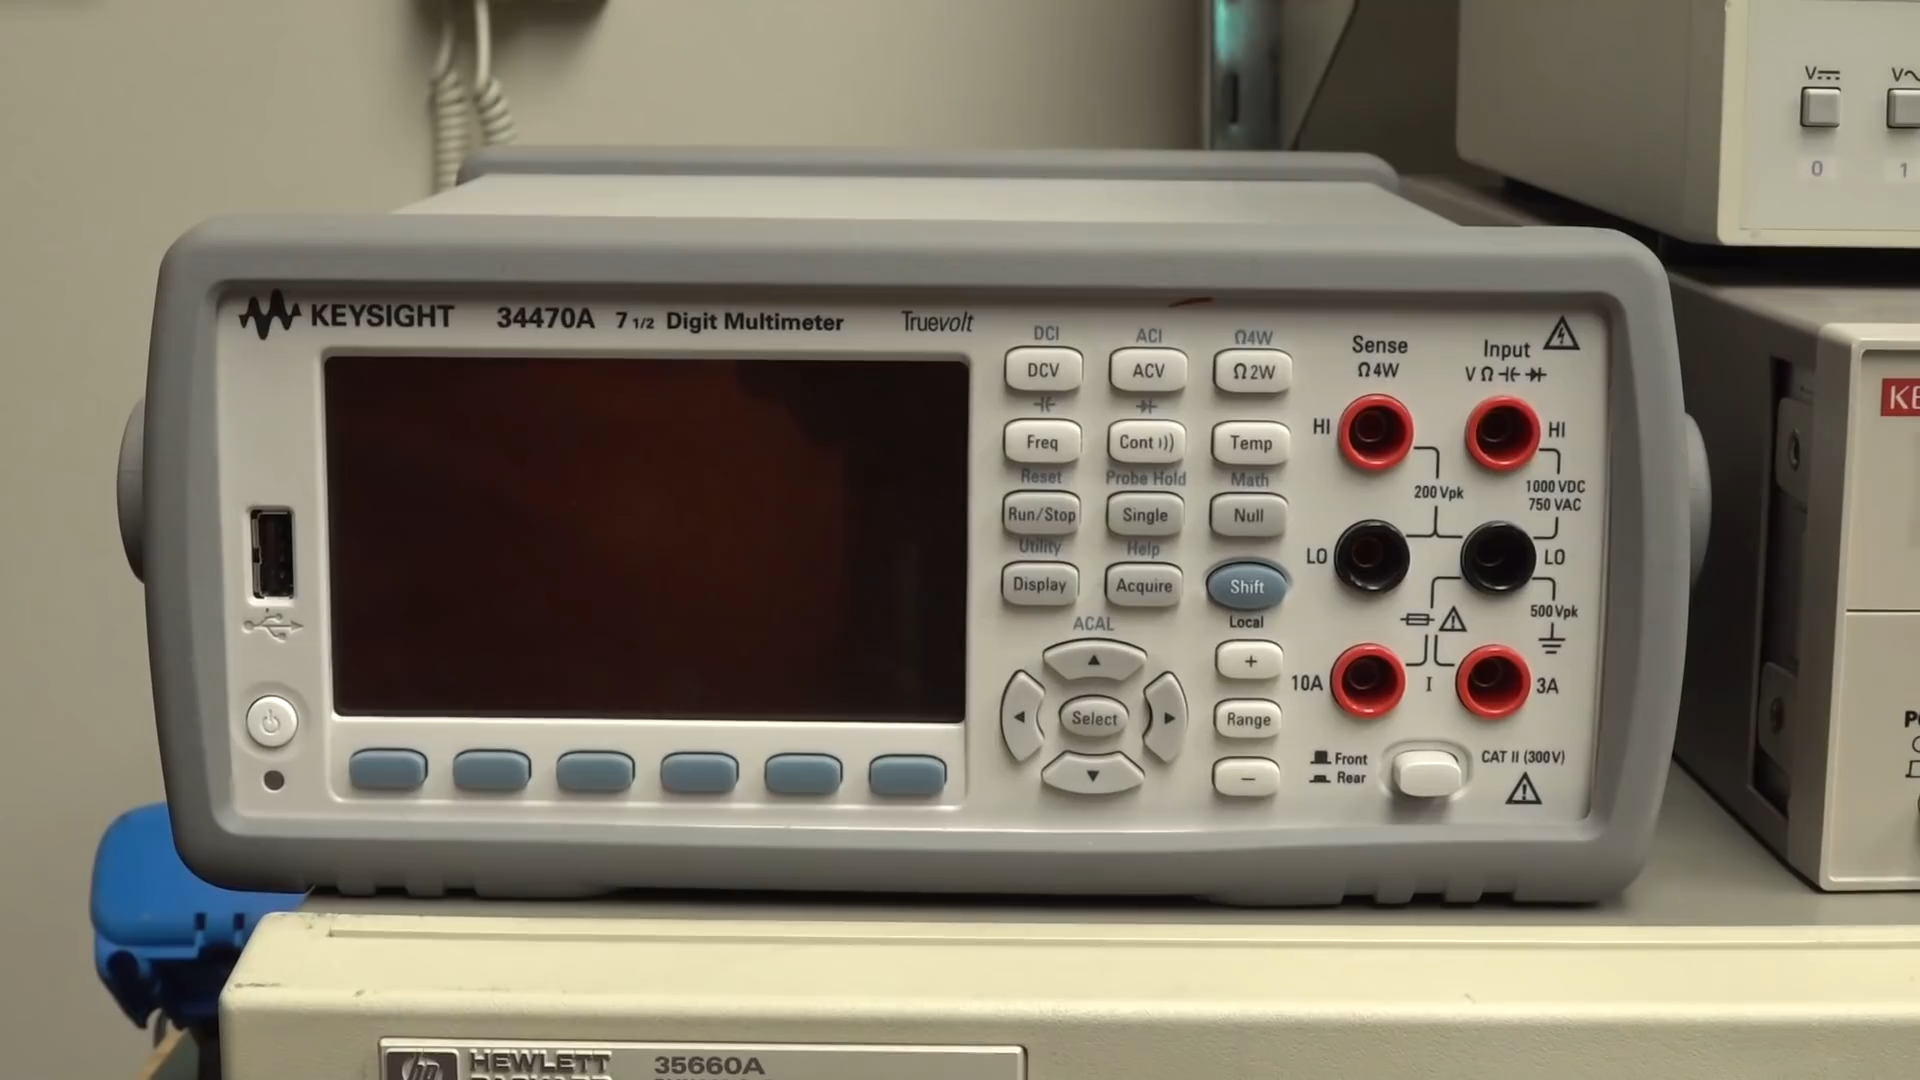 V
V
0
1
KEYSIGHT 34470A 7 1/2 Digit Multimeter Truevolt
DCI ACI Ω4W
DCV ACV Ω2W
Freq Cont Temp
Reset Probe Hold Math
Run/Stop Single Null
Utility Help
Display Acquire Shift
ACAL Local
Select
+
Range
−
Sense
Ω4W
Input
V Ω
HI
HI
200 Vpk
1000 VDC
750 VAC
LO
LO
500 Vpk
10A I 3A
Front
Rear
CAT II (300V)
KE
hp HEWLETT
PACKARD
35660A